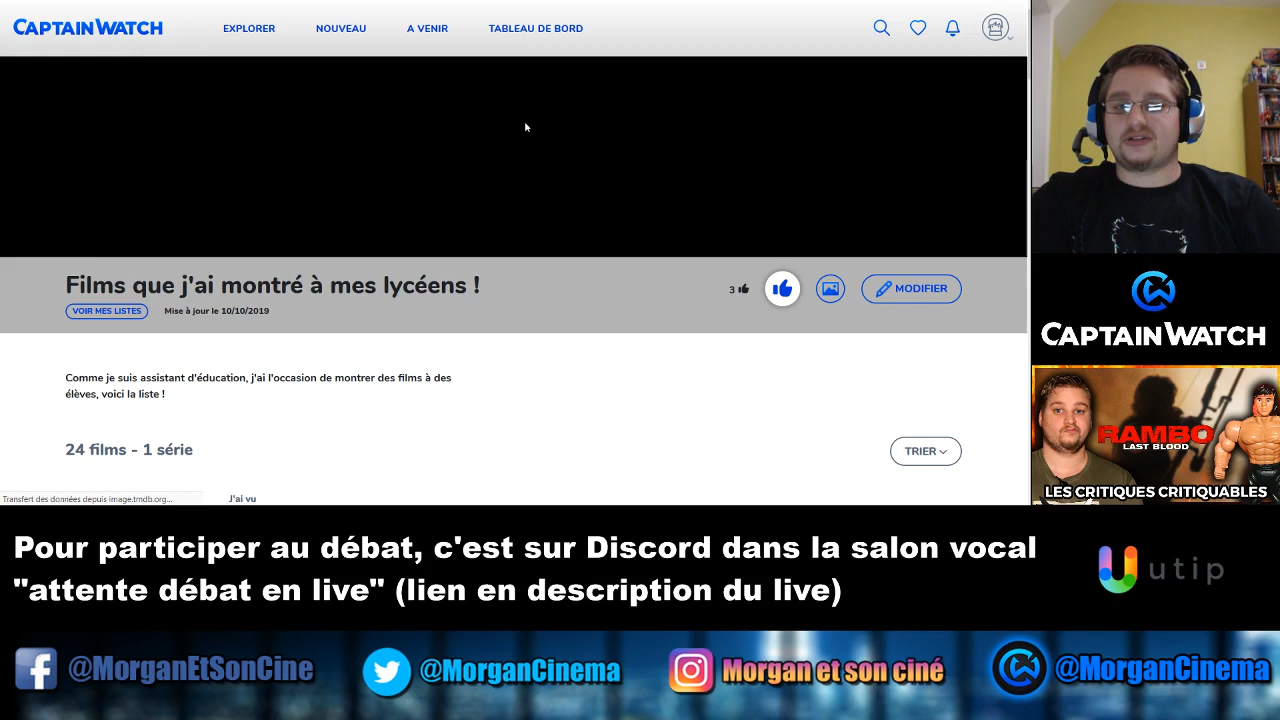 CAPTAINWATCH
EXPLORER NOUVEAU A VENIR TABLEAU DE BORD
Films que j'ai montré à mes lycéens !
VOIR MES LISTES Mise à jour le 10/10/2019
3
MODIFIER
Comme je suis assistant d'éducation, j'ai l'occasion de montrer des films à des
élèves, voici la liste !
24 films - 1 série
TRIER
Transfert des données depuis image.tmdb.org...
J'ai vu
CAPTAINWATCH
RAMBO
LAST BLOOD
LES CRITIQUES CRITIQUABLES
Pour participer au débat, c'est sur Discord dans la salon vocal
"attente débat en live" (lien en description du live)
utip
@MorganEtSonCine
@MorganCinema
Morgan et son ciné
@MorganCinema